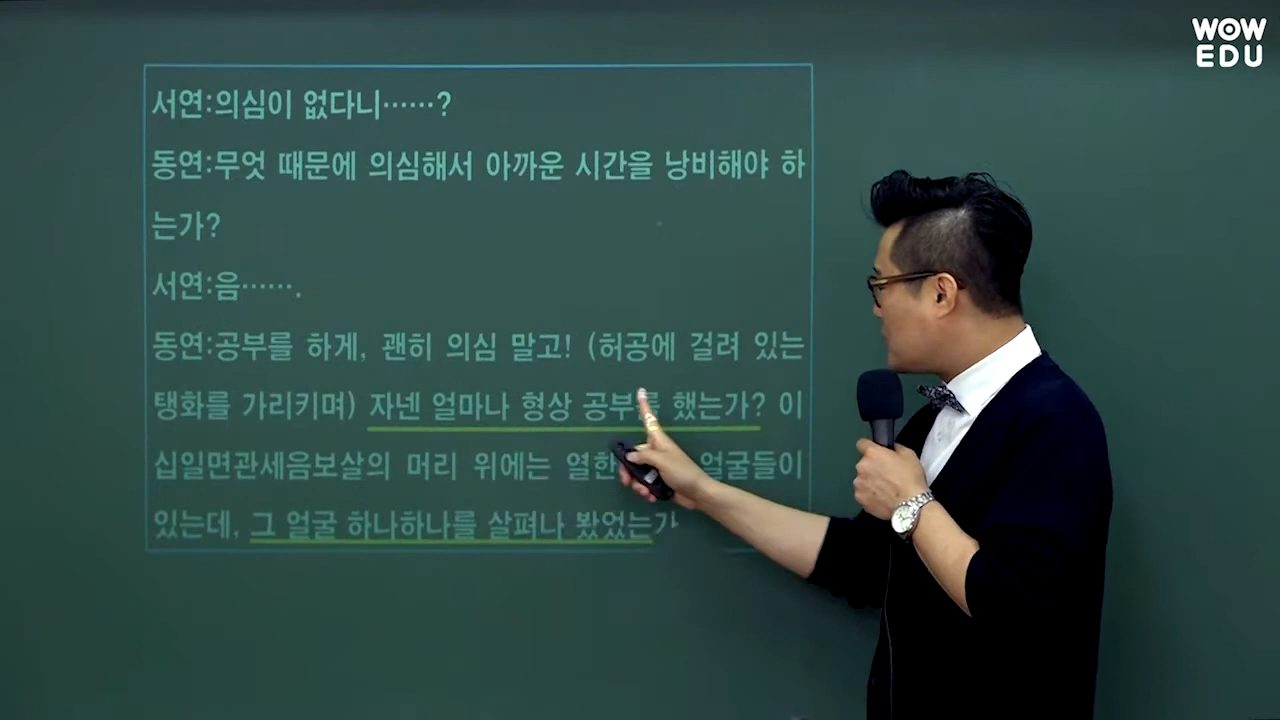 WOW
EDU
서연:의심이 없다니……?
동연:무엇 때문에 의심해서 아까운 시간을 낭비해야 하
는가?
서연:음…….
동연:공부를 하게, 괜히 의심 말고! (허공에 걸려 있는
탱화를 가리키며) 자넨 얼마나 형상 공부를 했는가? 이
십일면관세음보살의 머리 위에는 열한 얼굴들이
있는데, 그 얼굴 하나하나를 살펴나 봤었는가